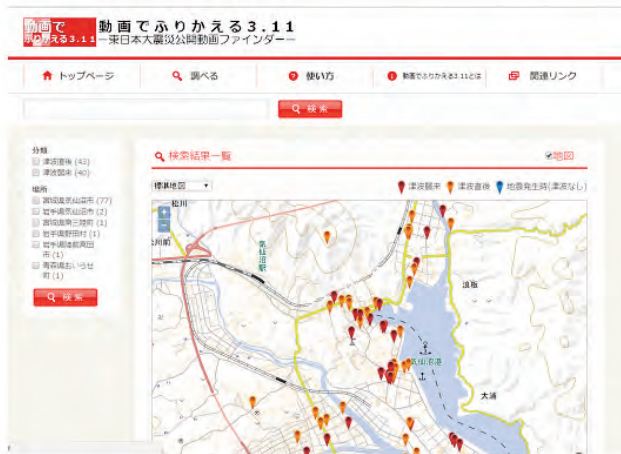 動画で
ふりかえる3.11
動画でふりかえる3.11
―東日本大震災公開動画ファインダー―
トップページ
調べる
使い方
動画でふりかえる3.11とは
関連リンク
検索
分類
津波直後 (43)
津波襲来 (40)
場所
宮城県気仙沼市 (77)
岩手県気仙沼市 (2)
宮城県南三陸町 (1)
岩手県野田村 (1)
岩手県陸前高田
市 (1)
青森県おいらせ
町 (1)
検索
検索結果一覧
地図
標準地図
津波襲来
津波直後
地震発生時(津波なし)
松川
松川前
気仙沼駅
浪板
気仙沼港
大浦